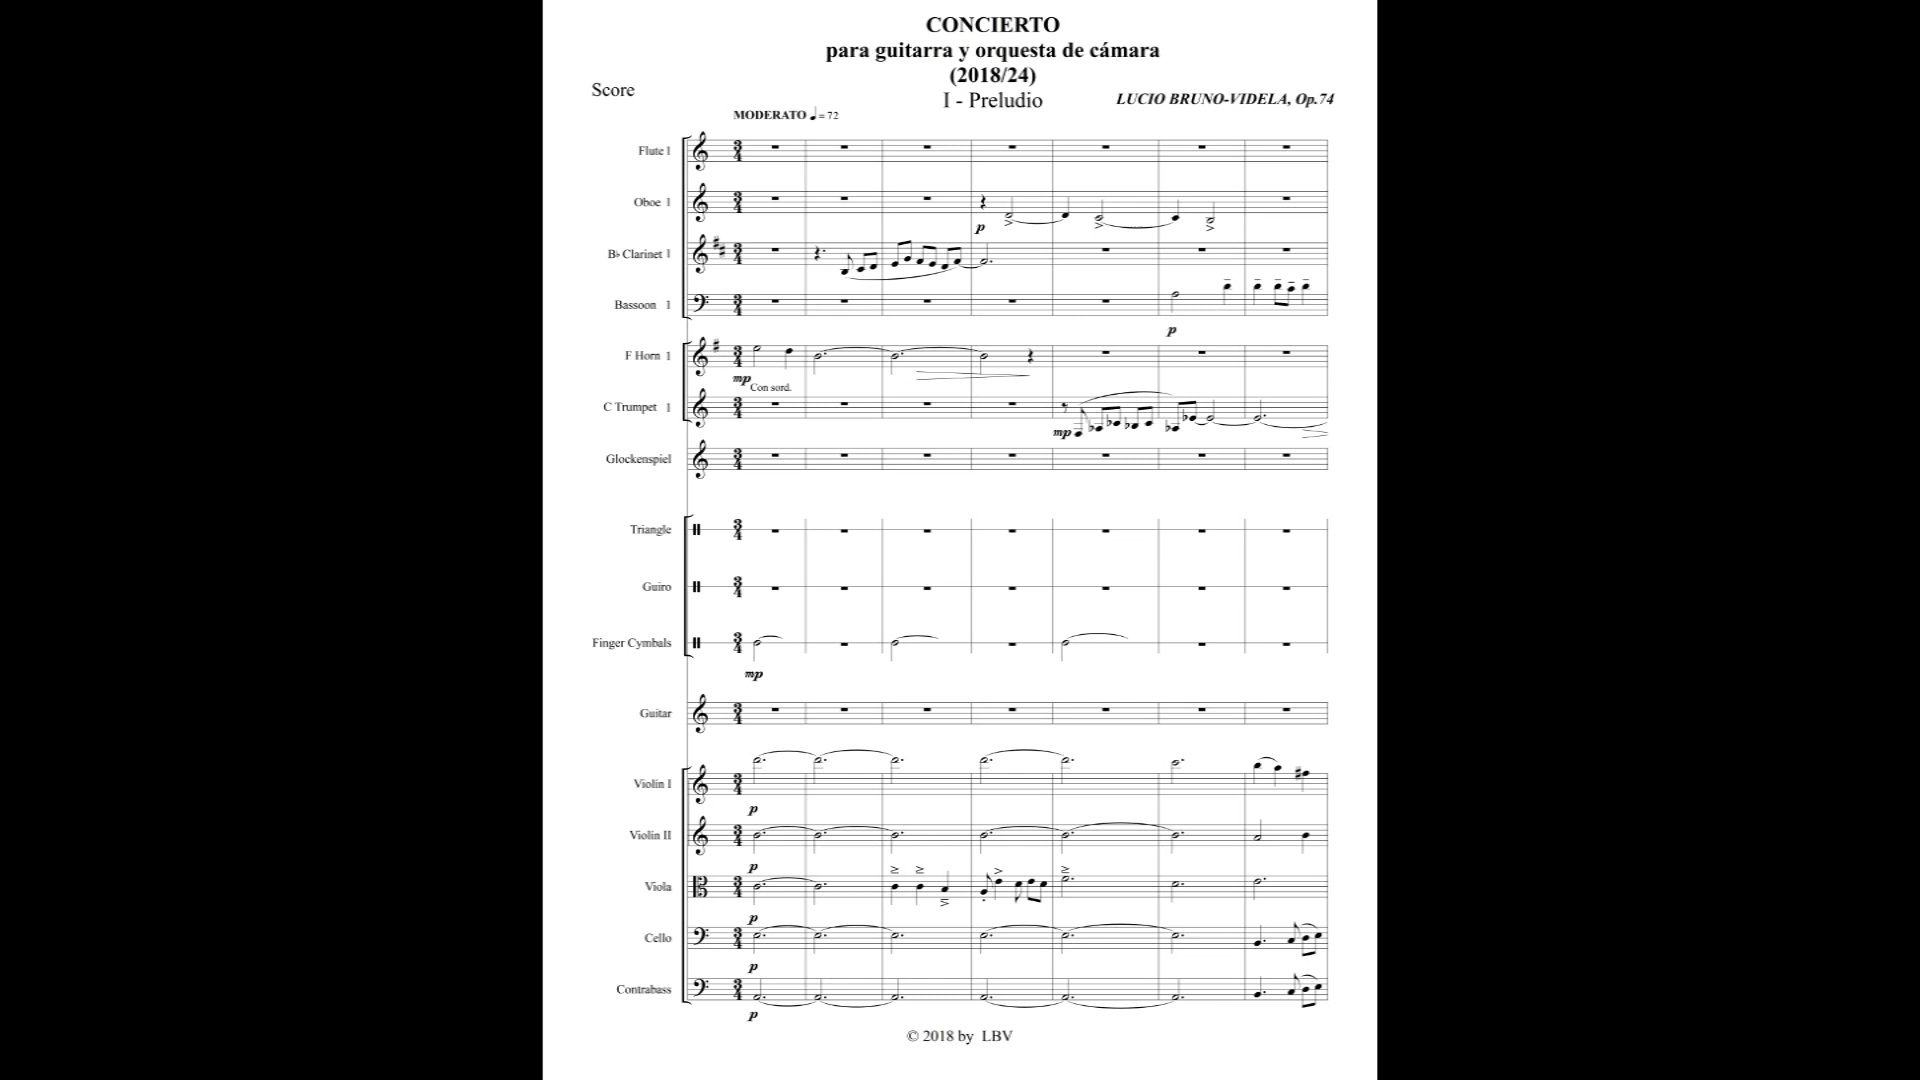 CONCIERTO
para guitarra y orquesta de cámara
(2018/24)
Score
I - Preludio
LUCIO BRUNO-VIDELA, Op.74
MODERATO ♩= 72
Flute 1
Oboe 1
p
B♭ Clarinet 1
Bassoon 1
p
F Horn 1
mp
Con sord.
C Trumpet 1
mp
Glockenspiel
Triangle
Guiro
Finger Cymbals
mp
Guitar
Violin I
p
Violin II
p
Viola
p
Cello
p
Contrabass
p
© 2018 by LBV